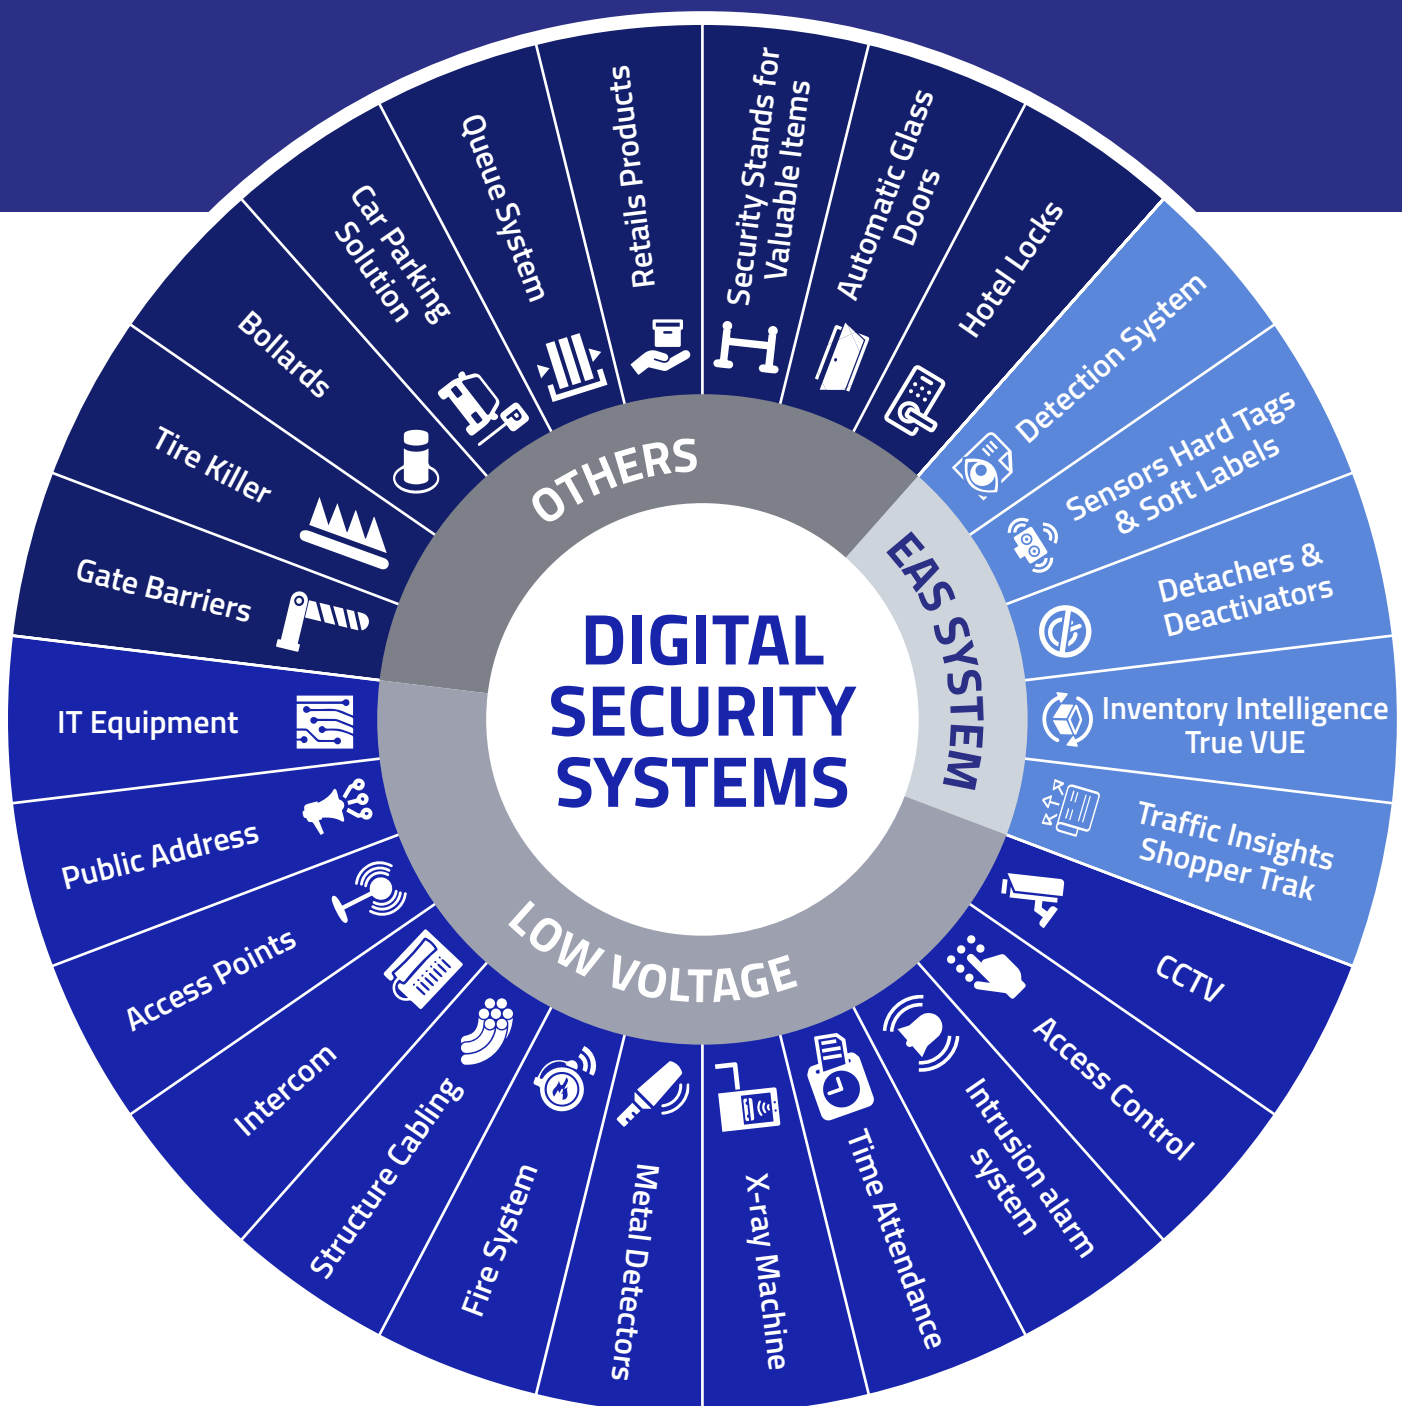 DIGITAL
SECURITY
SYSTEMS
OTHERS
Gate Barriers
Tire Killer
Bollards
Car Parking
Solution
P
Queue System
Retails Products
Security Stands for
Valuable Items
Automatic Glass
Doors
Hotel Locks
EAS SYSTEM
Detection System
Sensors Hard Tags
& Soft Labels
Detachers &
Deactivators
Inventory Intelligence
True VUE
Traffic Insights
Shopper Trak
LOW VOLTAGE
CCTV
Access Control
Intrusion alarm
system
Time Attendance
X-ray Machine
Metal Detectors
Fire System
Structure Cabling
Intercom
Access Points
Public Address
IT Equipment